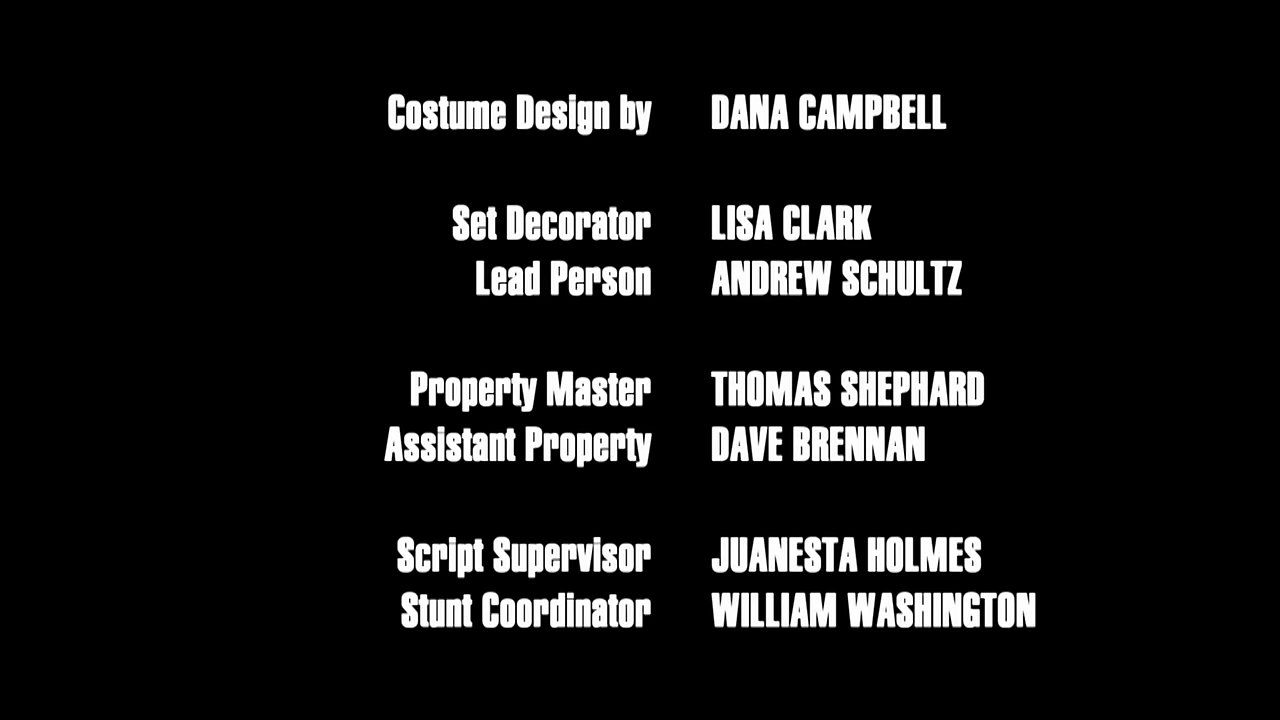 Costume Design by DANA CAMPBELL
Set Decorator LISA CLARK
Lead Person ANDREW SCHULTZ
Property Master THOMAS SHEPHARD
Assistant Property DAVE BRENNAN
Script Supervisor JUANESTA HOLMES
Stunt Coordinator WILLIAM WASHINGTON